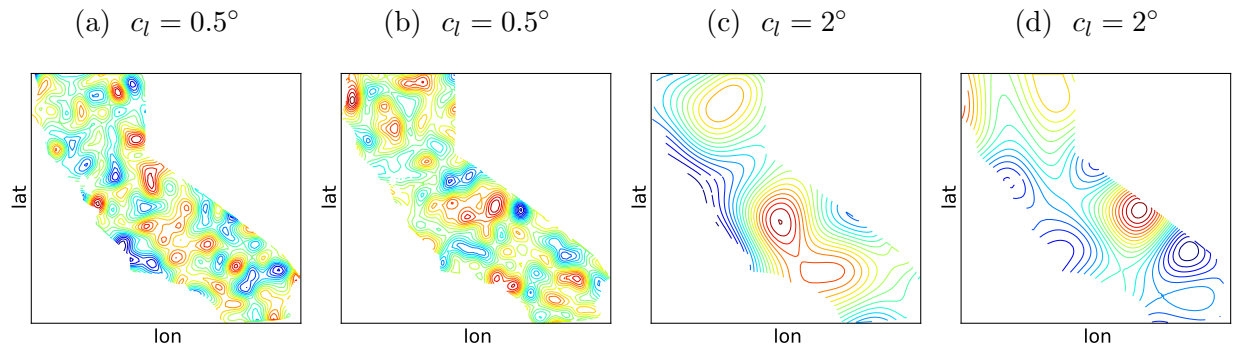 (a) c_l = 0.5° (b) c_l = 0.5° (c) c_l = 2° (d) c_l = 2°
lat lat lat lat
lon lon lon lon